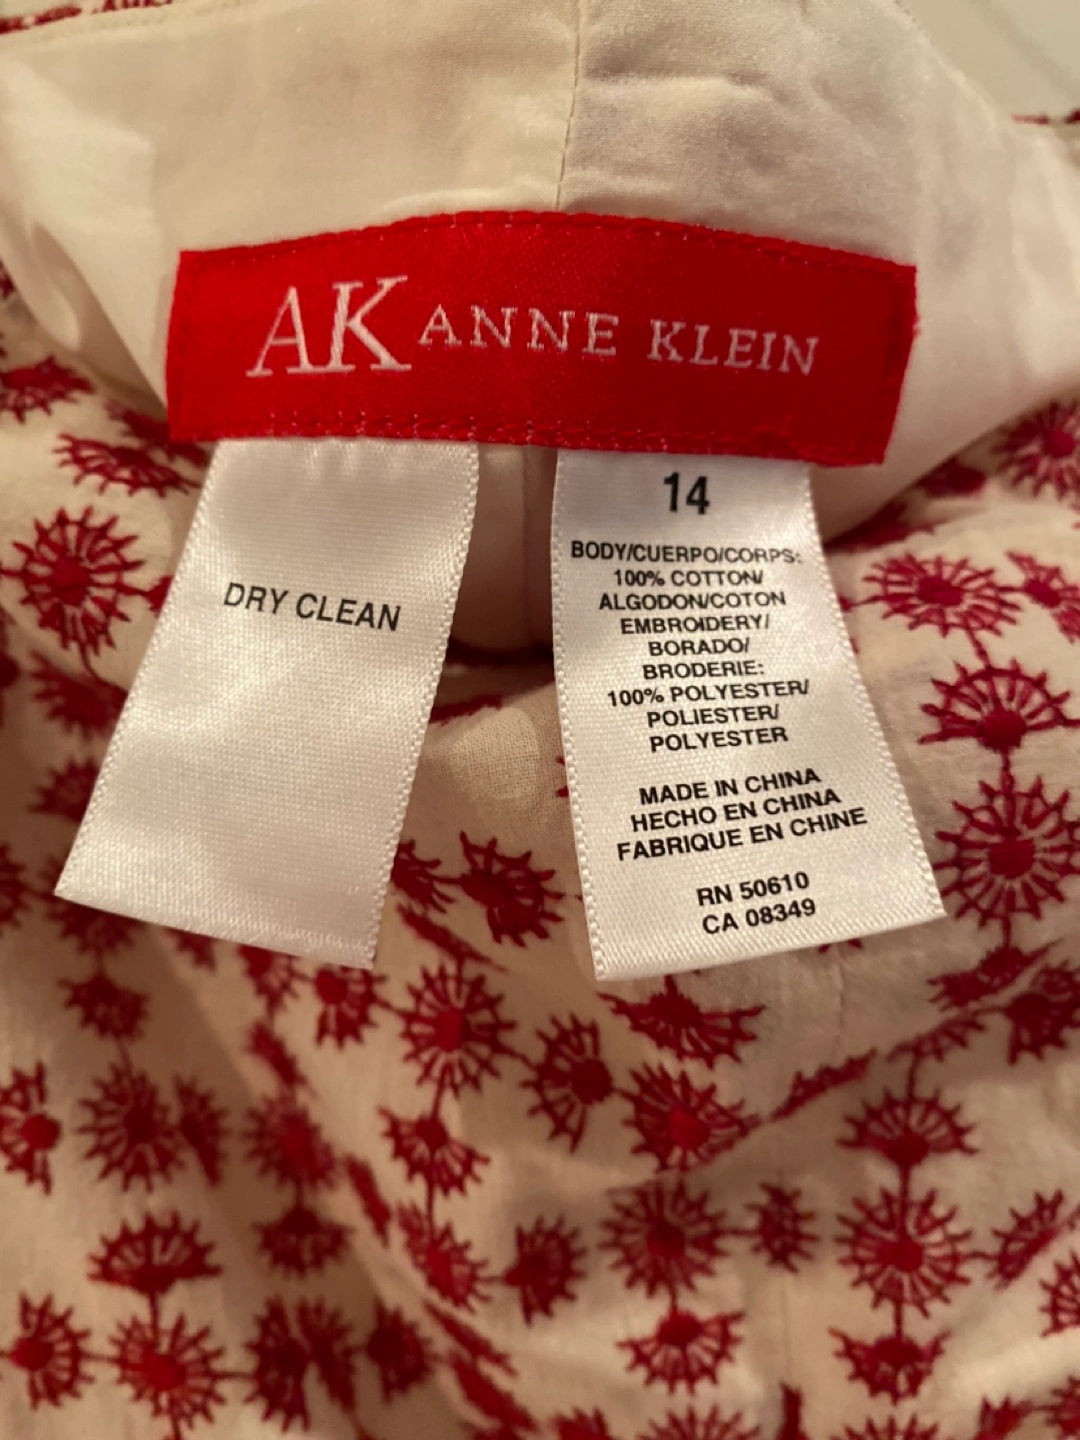 AK ANNE KLEIN
DRY CLEAN
14
BODY/CUERPO/CORPS:
100% COTTON/
ALGODON/COTON
EMBROIDERY/
BORADO/
BRODERIE:
100% POLYESTER/
POLIESTER/
POLYESTER
MADE IN CHINA
HECHO EN CHINA
FABRIQUE EN CHINE
RN 50610
CA 08349